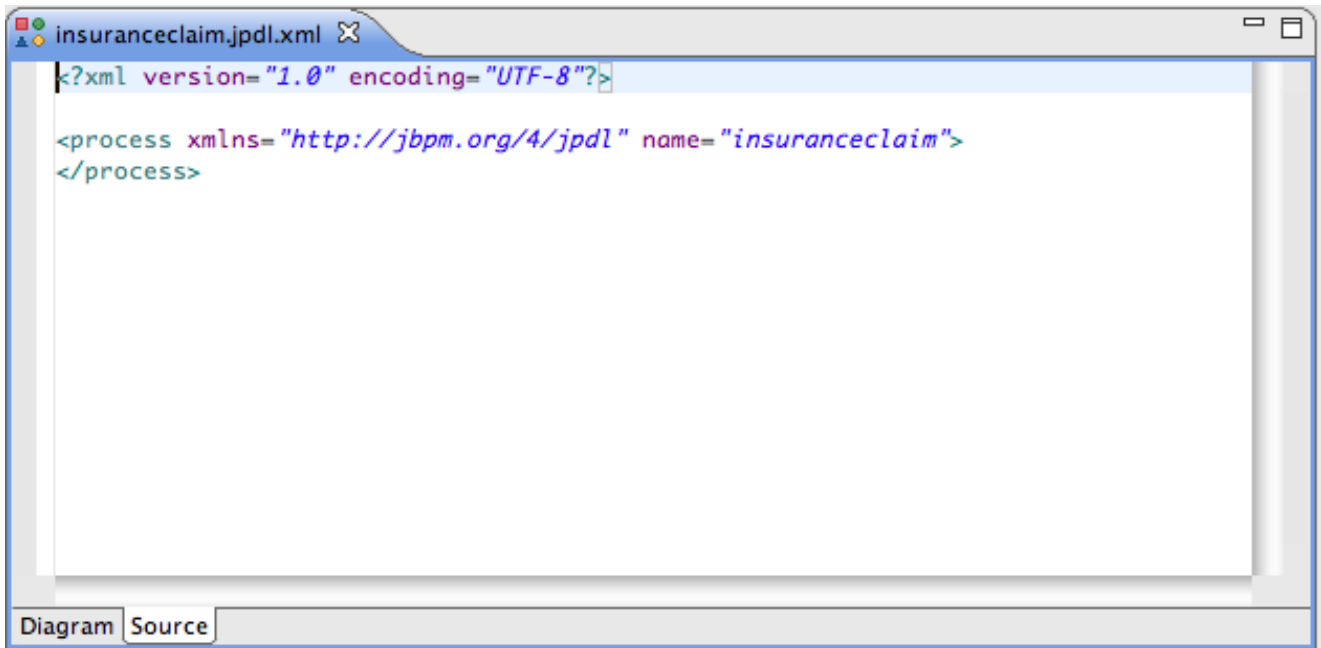 insuranceclaim.jpdl.xml
<?xml version="1.0" encoding="UTF-8"?>
<process xmlns="http://jbpm.org/4/jpdl" name="insuranceclaim">
</process>
Diagram Source